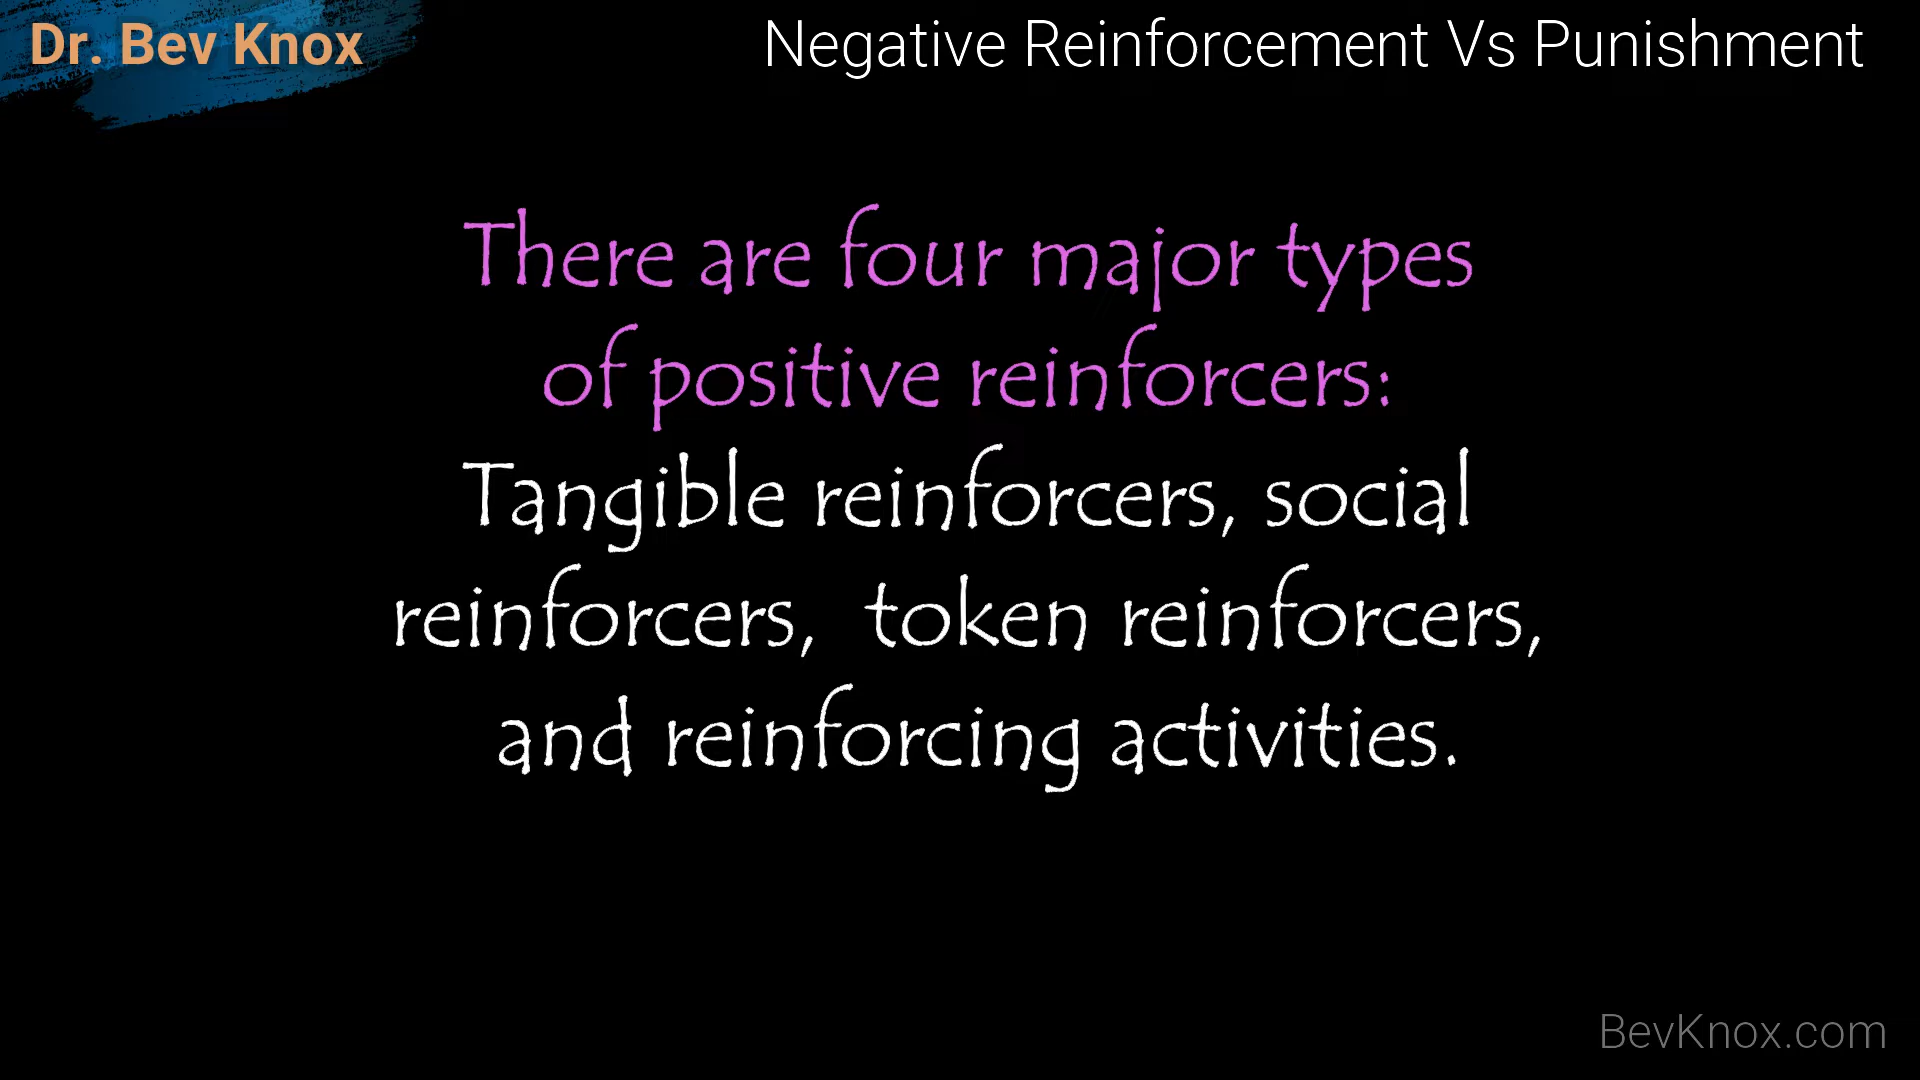 Dr. Bev Knox
Negative Reinforcement Vs Punishment
There are four major types
of positive reinforcers:
Tangible reinforcers, social
reinforcers,  token reinforcers,
and reinforcing activities.
BevKnox.com